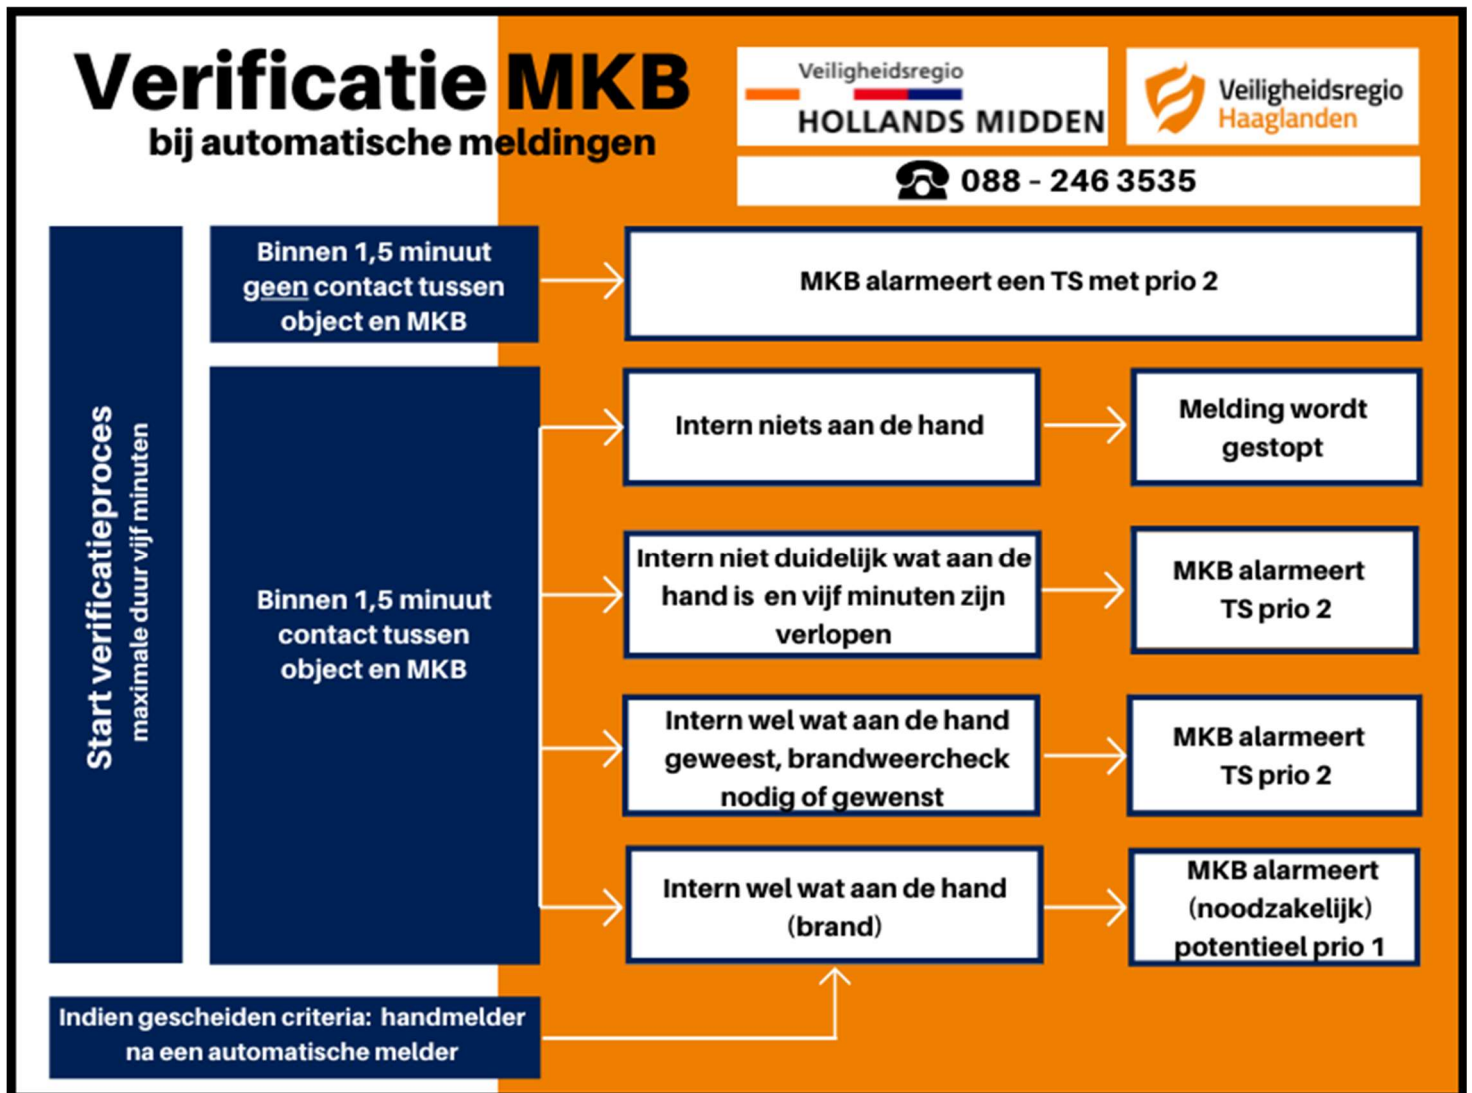 Verificatie MKB
bij automatische meldingen
Veiligheidsregio
HOLLANDS MIDDEN
Veiligheidsregio
Haaglanden
088 - 246 3535
Start verificatieproces
maximale duur vijf minuten
Binnen 1,5 minuut
geen contact tussen
object en MKB
MKB alarmeert een TS met prio 2
Binnen 1,5 minuut
contact tussen
object en MKB
Intern niets aan de hand
Melding wordt
gestopt
Intern niet duidelijk wat aan de
hand is en vijf minuten zijn
verlopen
MKB alarmeert
TS prio 2
Intern wel wat aan de hand
geweest, brandweercheck
nodig of gewenst
MKB alarmeert
TS prio 2
Intern wel wat aan de hand
(brand)
MKB alarmeert
(noodzakelijk)
potentieel prio 1
Indien gescheiden criteria: handmelder
na een automatische melder